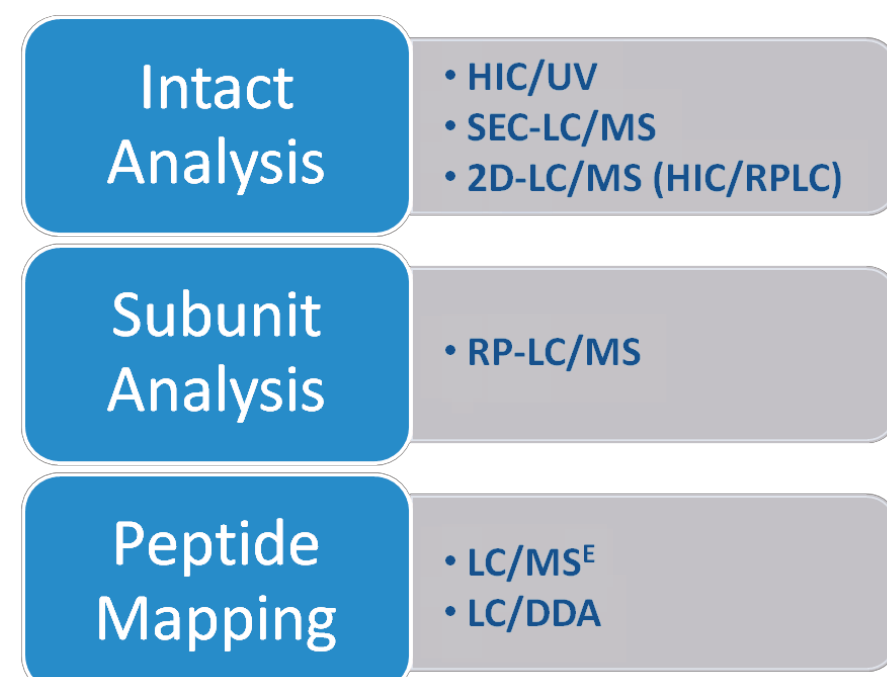 Intact
Analysis
• HIC/UV
• SEC-LC/MS
• 2D-LC/MS (HIC/RPLC)
Subunit
Analysis
• RP-LC/MS
Peptide
Mapping
• LC/MSᴱ
• LC/DDA